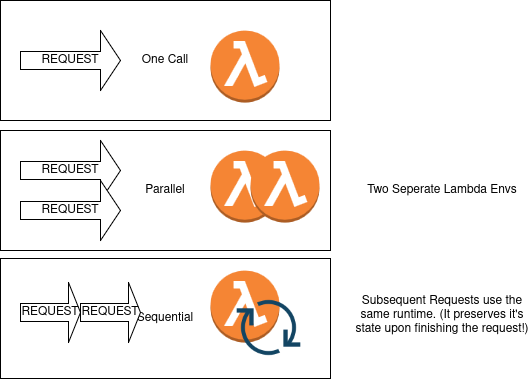 REQUEST
One Call
REQUEST
REQUEST
Parallel
Two Seperate Lambda Envs
REQUEST
REQUEST
Sequential
Subsequent Requests use the
same runtime. (It preserves it's
state upon finishing the request!)